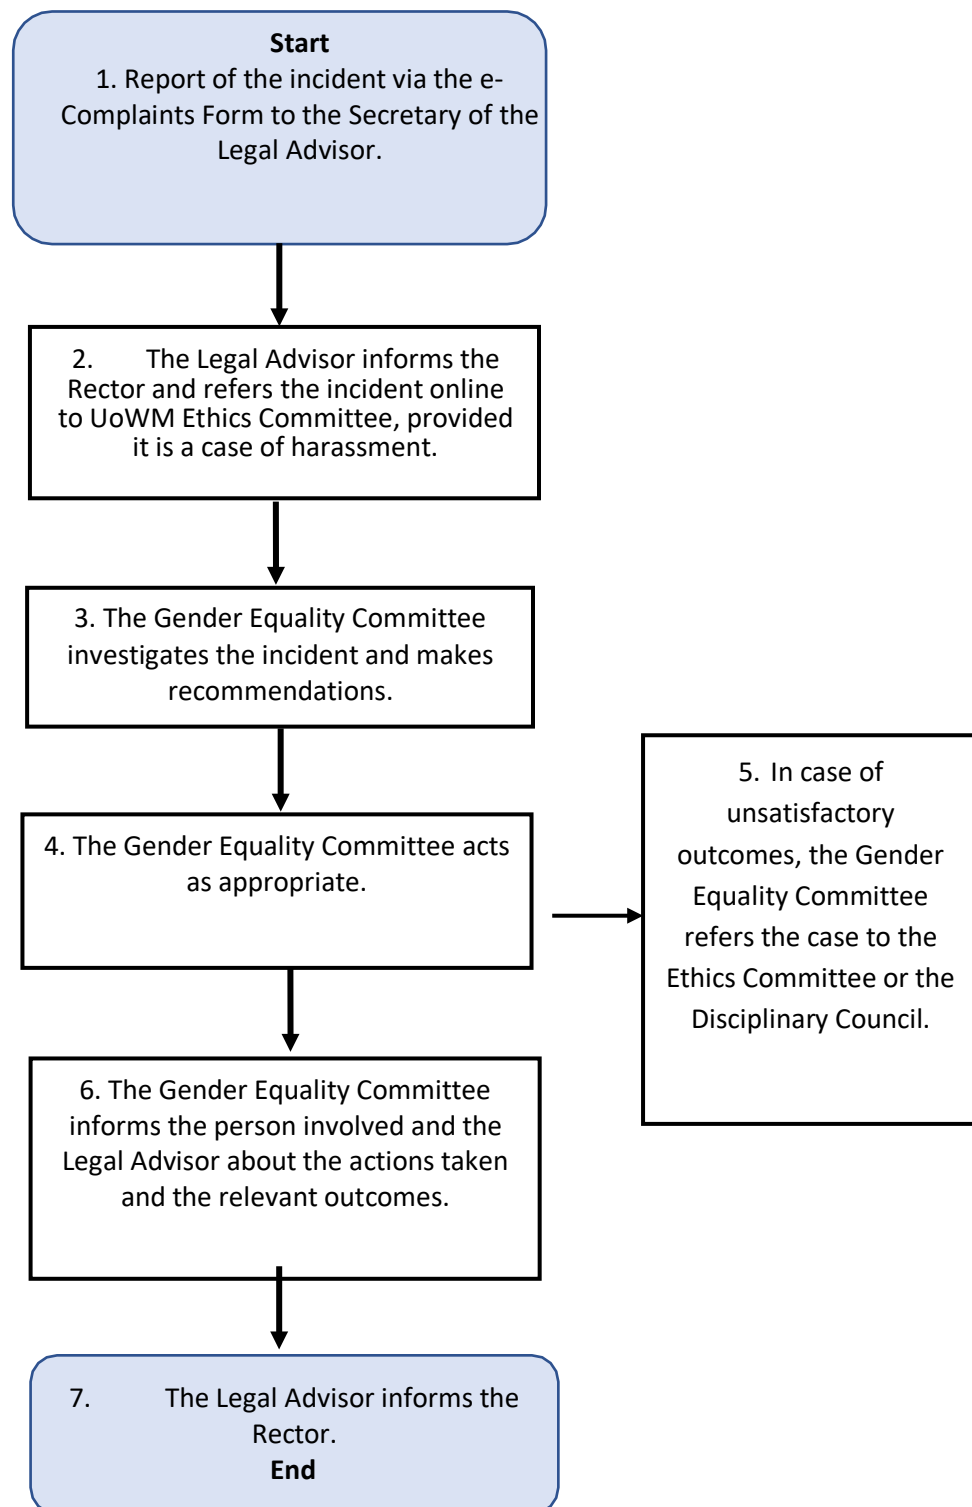 Start
1. Report of the incident via the e-
Complaints Form to the Secretary of the
Legal Advisor.
2. The Legal Advisor informs the
Rector and refers the incident online
to UoWM Ethics Committee, provided
it is a case of harassment.
3. The Gender Equality Committee
investigates the incident and makes
recommendations.
4. The Gender Equality Committee acts
as appropriate.
5. In case of
unsatisfactory
outcomes, the Gender
Equality Committee
refers the case to the
Ethics Committee or the
Disciplinary Council.
6. The Gender Equality Committee
informs the person involved and the
Legal Advisor about the actions taken
and the relevant outcomes.
7. The Legal Advisor informs the
Rector.
End